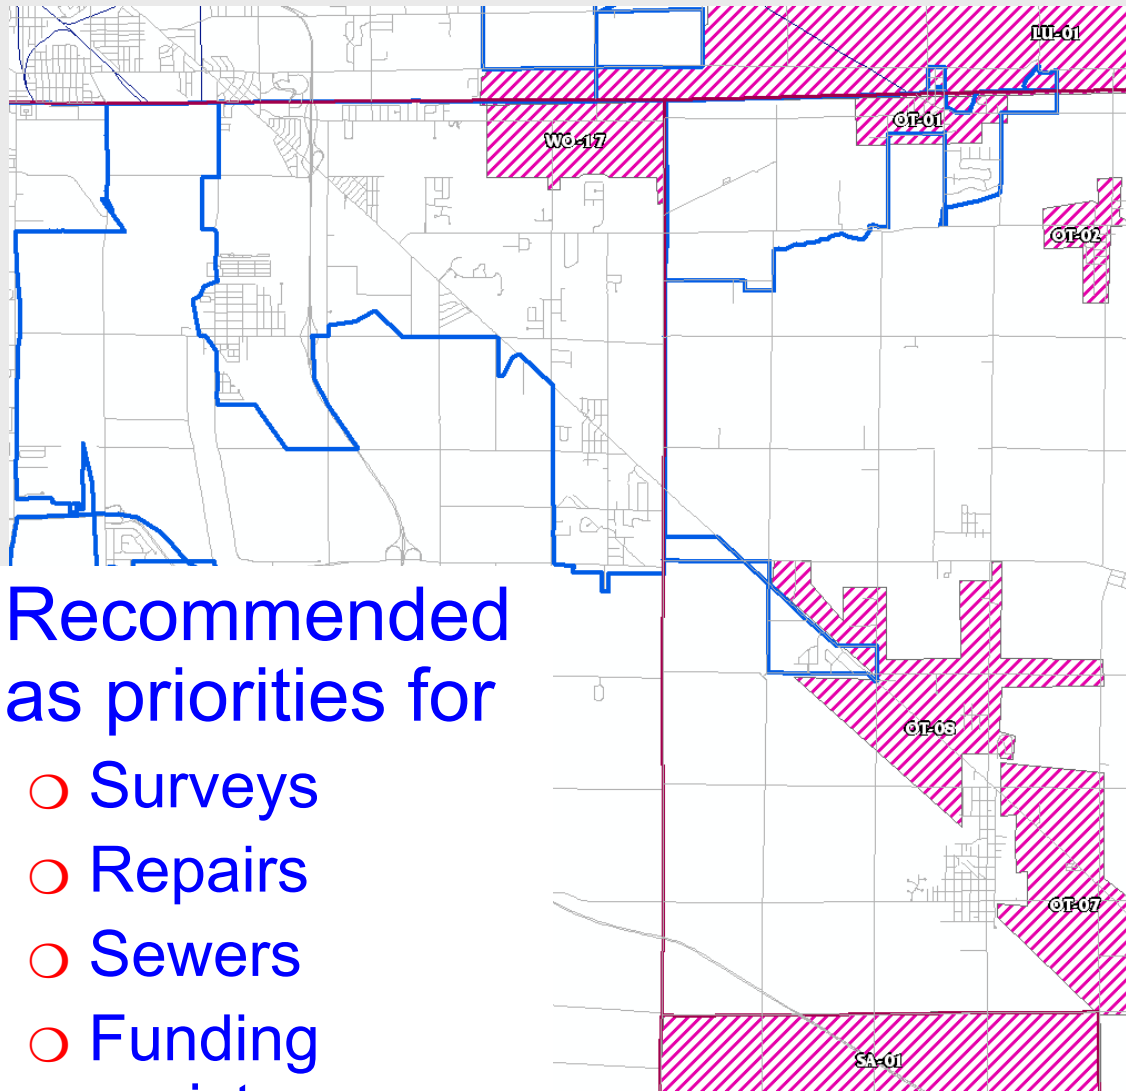 LU-01
OT-01
WO-17
OT-02
Recommended
as priorities for
❍ Surveys
❍ Repairs
❍ Sewers
❍ Funding
OT-08
OT-07
SA-01